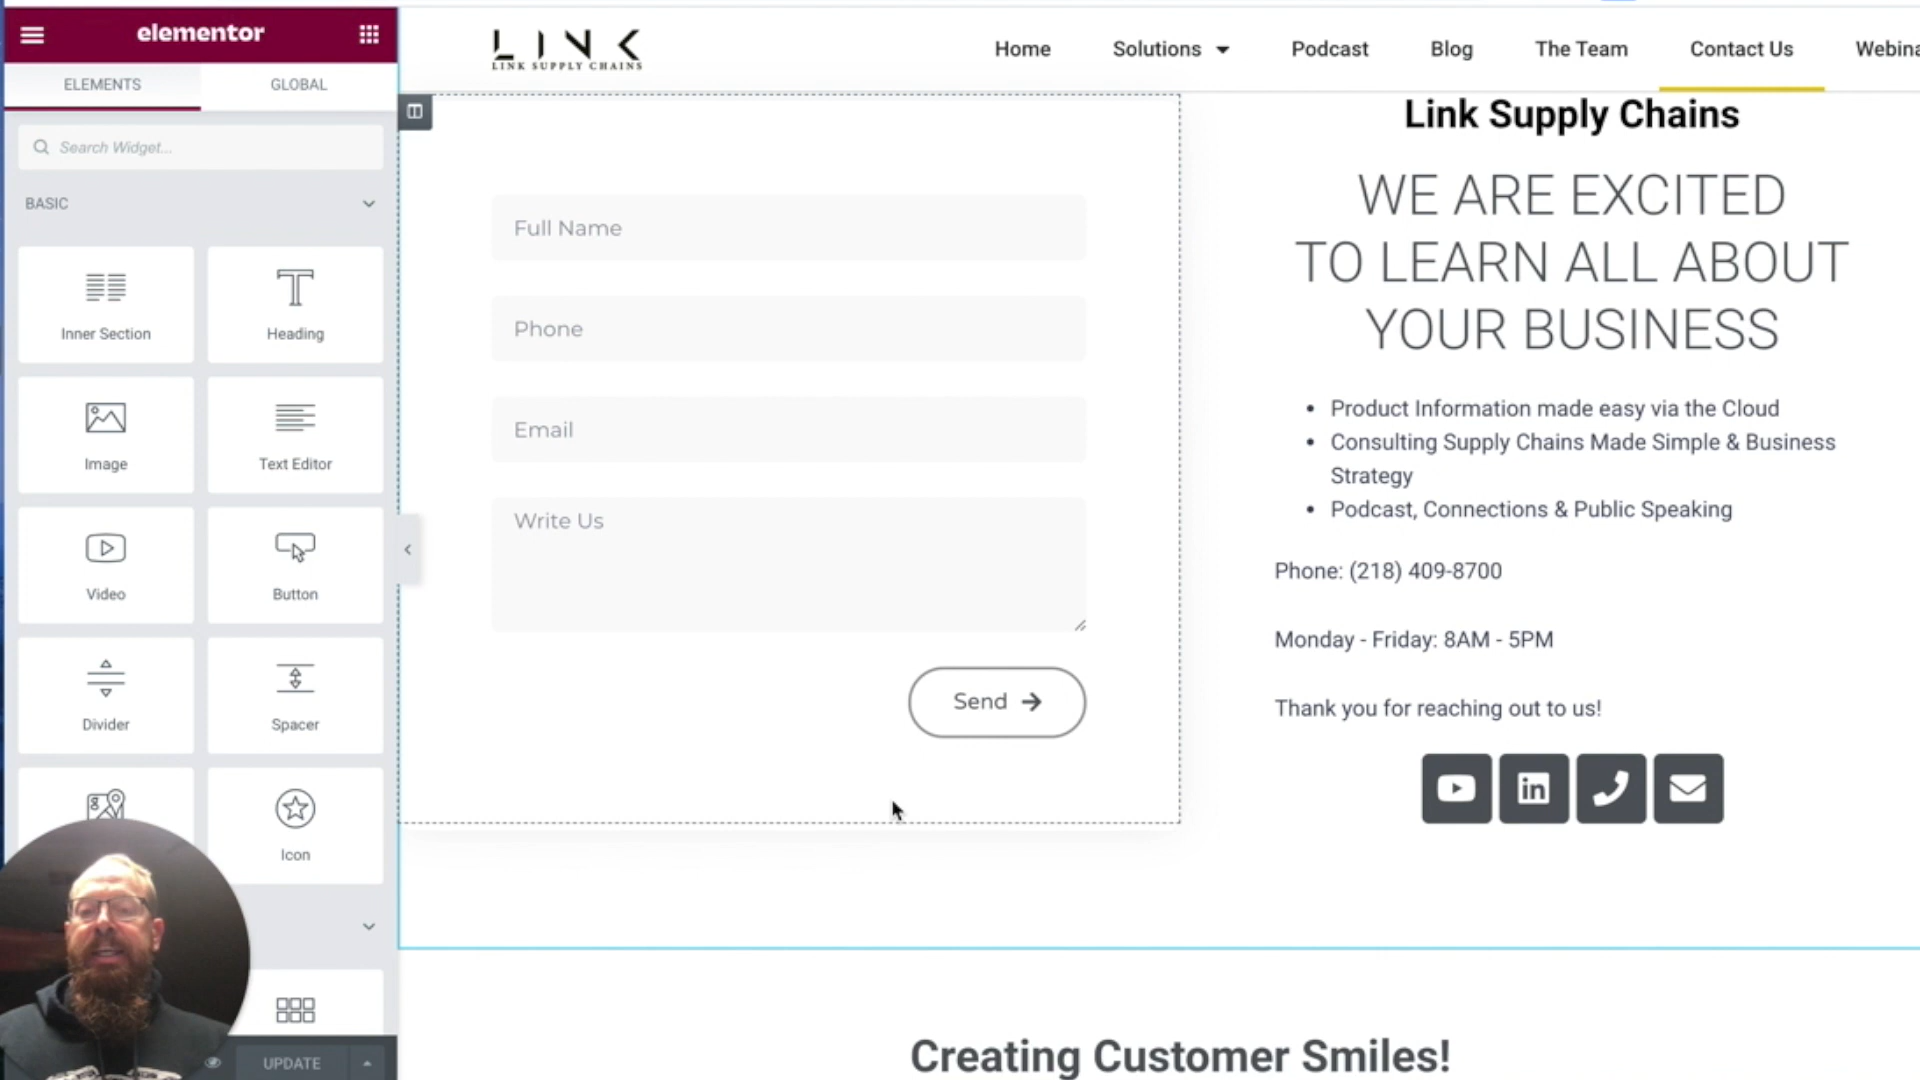 elementor
ELEMENTS
GLOBAL
Search Widget...
BASIC
Inner Section
Heading
Image
Text Editor
Video
Button
Divider
Spacer
Icon
UPDATE
LINK
LINK SUPPLY CHAINS
Home
Solutions
Podcast
Blog
The Team
Contact Us
Webina
Full Name
Phone
Email
Write Us
Send
Link Supply Chains
WE ARE EXCITED
TO LEARN ALL ABOUT
YOUR BUSINESS
• Product Information made easy via the Cloud
• Consulting Supply Chains Made Simple & Business
Strategy
• Podcast, Connections & Public Speaking
Phone: (218) 409-8700
Monday - Friday: 8AM - 5PM
Thank you for reaching out to us!
in
Creating Customer Smiles!